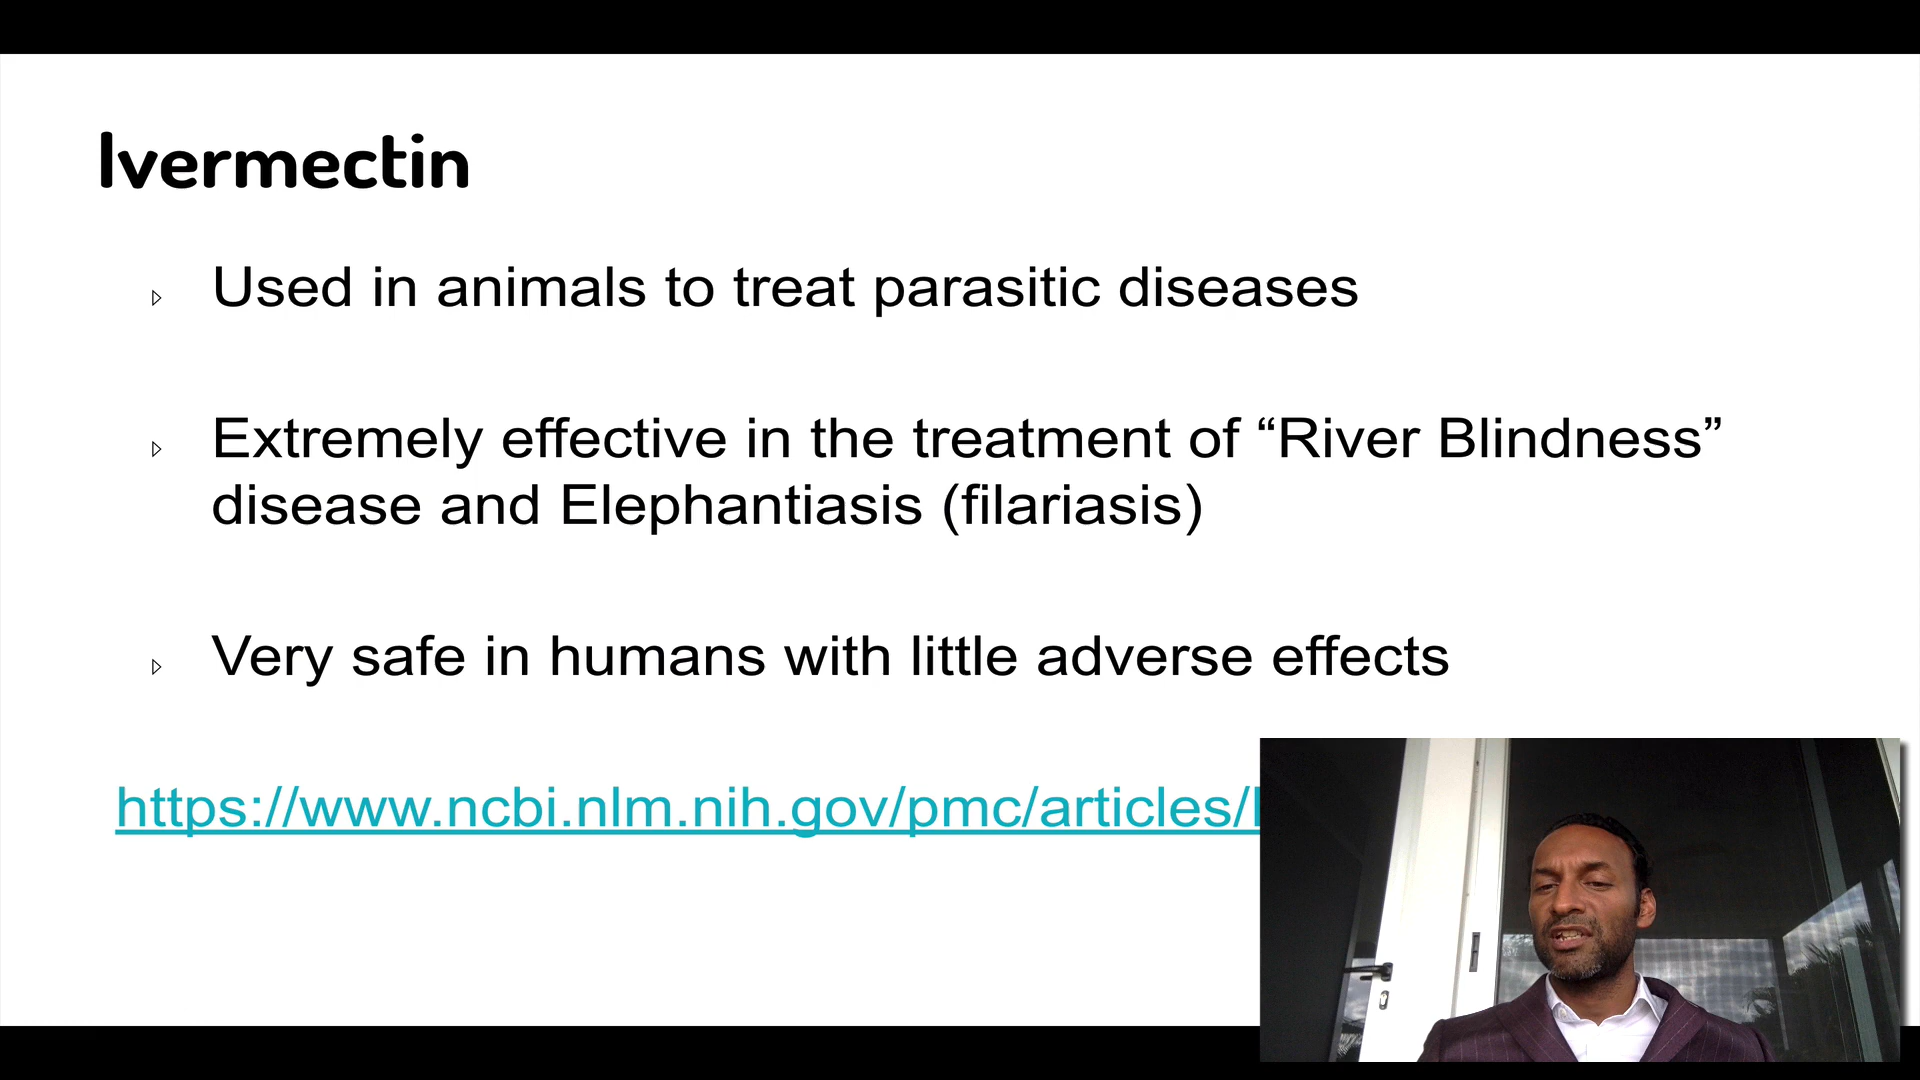 Ivermectin
Used in animals to treat parasitic diseases
Extremely effective in the treatment of “River Blindness”
disease and Elephantiasis (filariasis)
Very safe in humans with little adverse effects
https://www.ncbi.nlm.nih.gov/pmc/articles/